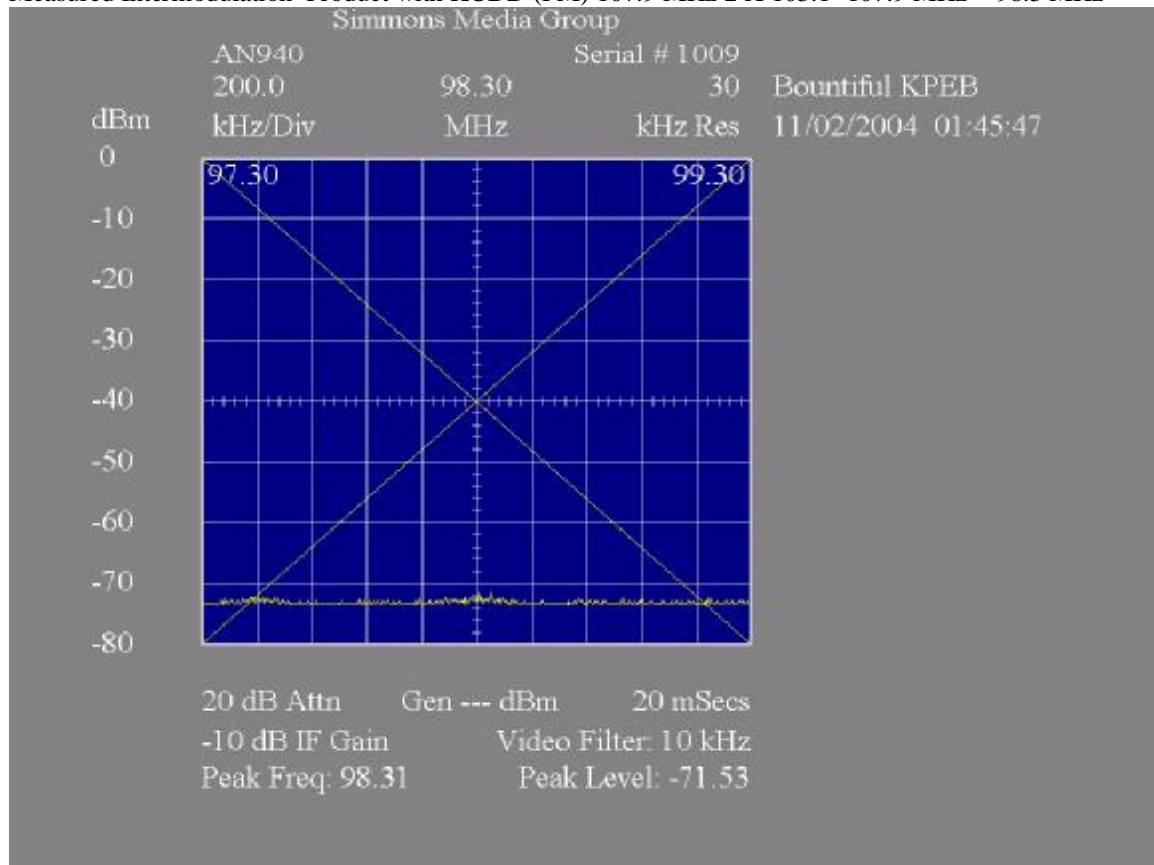 Simmons Media Group
AN940 Serial # 1009
200.0 98.30 30 Bountiful KPEB
dBm kHz/Div MHz kHz Res 11/02/2004 01:45:47
0
97.30 99.30
-10
-20
-30
-40
-50
-60
-70
-80
20 dB Attn Gen --- dBm 20 mSecs
-10 dB IF Gain Video Filter: 10 kHz
Peak Freq: 98.31 Peak Level: -71.53